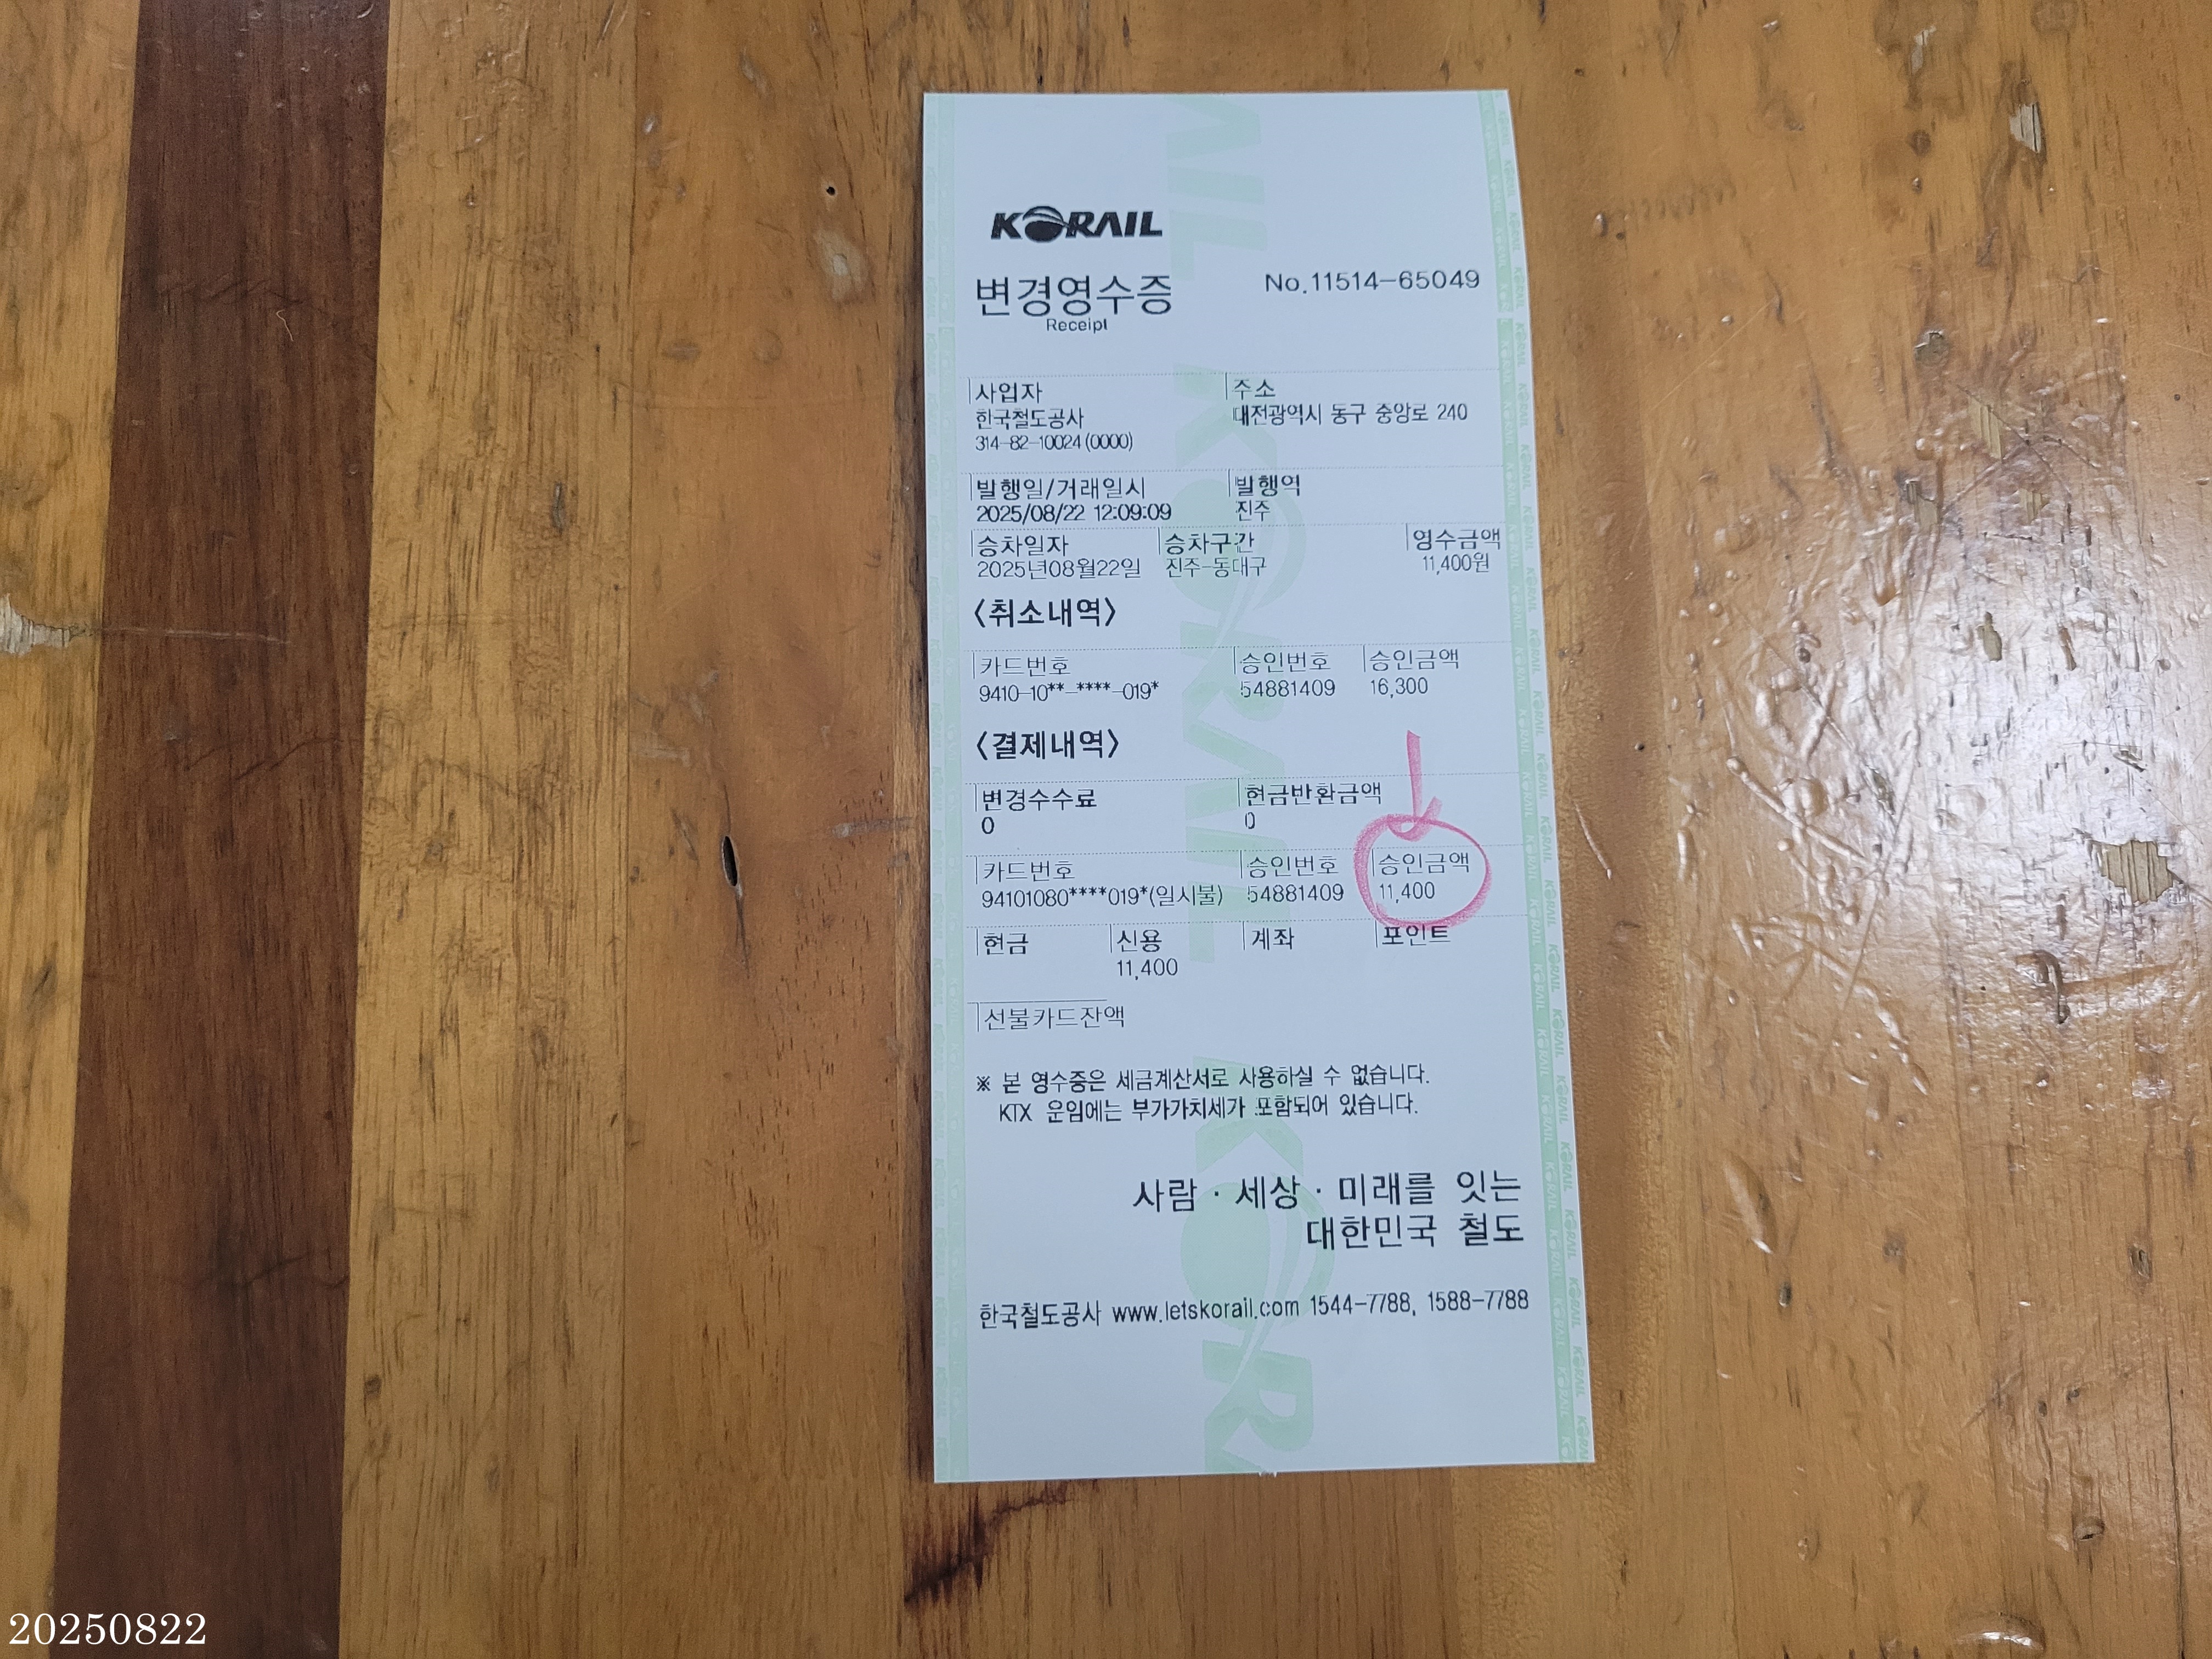 KORAIL
변경영수증 No.11514-65049
Receipt
사업자 주소
한국철도공사 대전광역시 동구 중앙로 240
314-82-10024(0000)
발행일/거래일시 발행역
2025/08/22 12:09:09 진주
승차일자 승차구간 영수금액
2025년08월22일 진주-동대구 11,400원
<취소내역>
카드번호 승인번호 승인금액
9410-10**-****-019* 54881409 16,300
<결제내역>
변경수수료 현금반환금액
0 0
카드번호 승인번호 승인금액
94101080****019*(일시불) 54881409 11,400
현금 신용 계좌 포인트
11,400
선불카드잔액
※ 본 영수증은 세금계산서로 사용하실 수 없습니다.
KTX 운임에는 부가가치세가 포함되어 있습니다.
사람 · 세상 · 미래를 잇는
대한민국 철도
한국철도공사 www.letskorail.com 1544-7788, 1588-7788
20250822